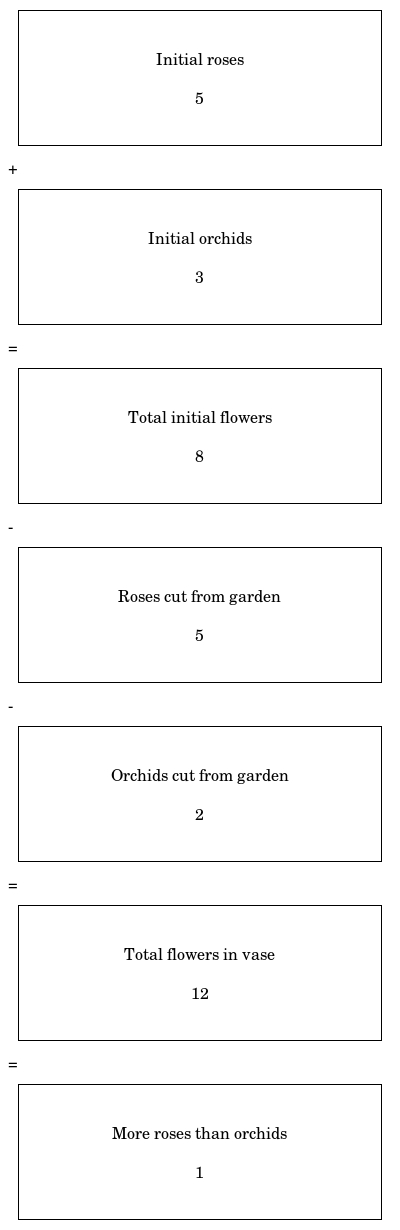 Initial roses
5
+
Initial orchids
3
=
Total initial flowers
8
-
Roses cut from garden
5
-
Orchids cut from garden
2
=
Total flowers in vase
12
=
More roses than orchids
1